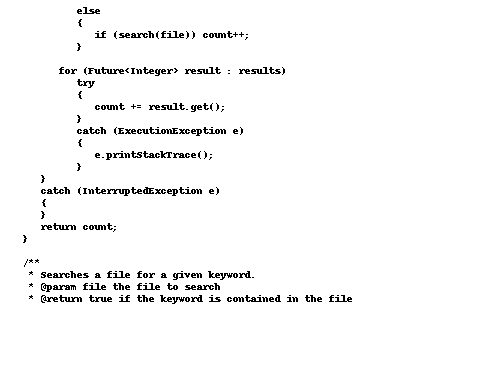 else
{
if (search(file)) count++;
}
for (Future<Integer> result : results)
try
{
count += result.get();
}
catch (ExecutionException e)
{
e.printStackTrace();
}
}
catch (InterruptedException e)
{
}
return count;
}
/**
* Searches a file for a given keyword.
* @param file the file to search
* @return true if the keyword is contained in the file